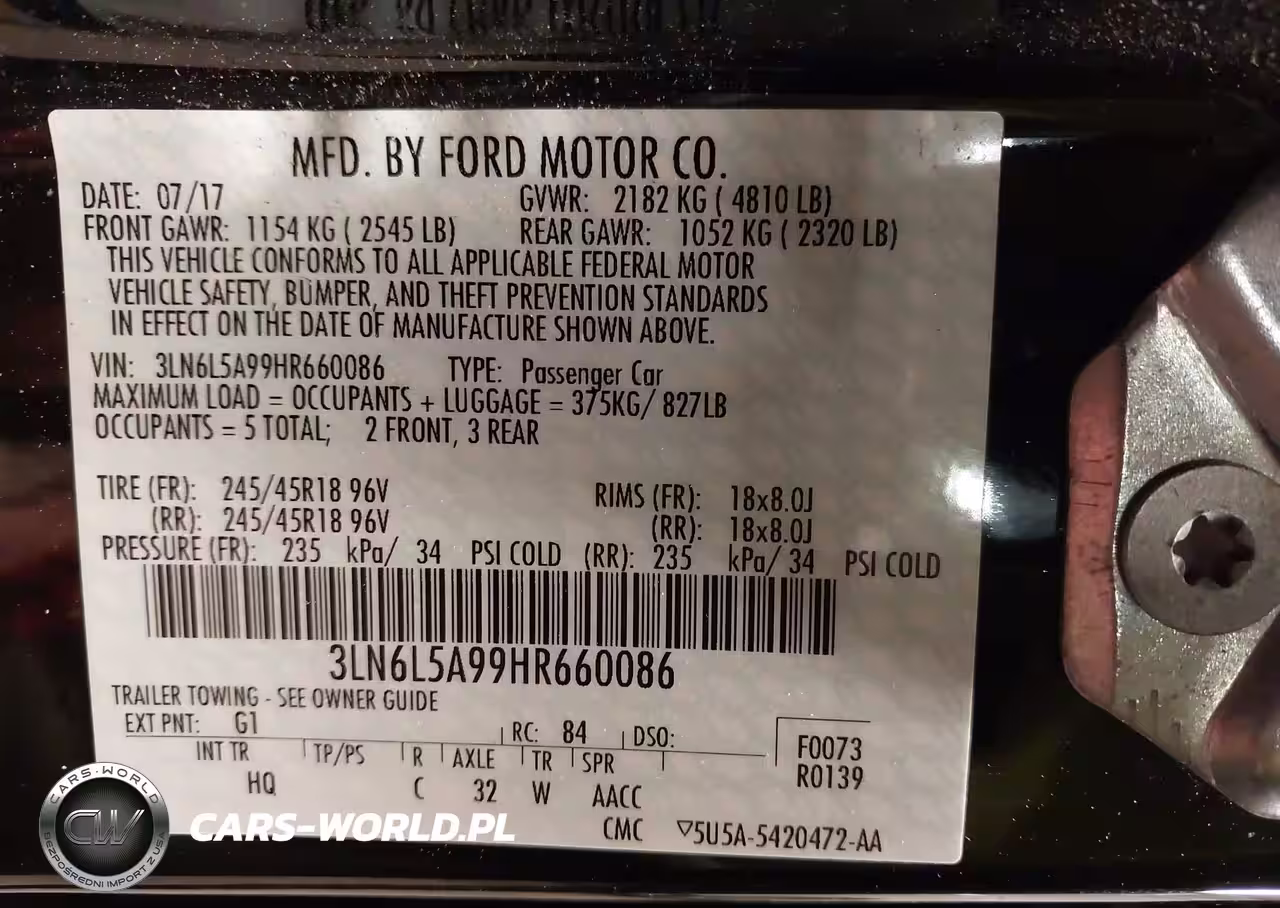 MFD. BY FORD MOTOR CO.
DATE: 07/17 GVWR: 2182 KG ( 4810 LB)
FRONT GAWR: 1154 KG ( 2545 LB) REAR GAWR: 1052 KG ( 2320 LB)
THIS VEHICLE CONFORMS TO ALL APPLICABLE FEDERAL MOTOR
VEHICLE SAFETY, BUMPER, AND THEFT PREVENTION STANDARDS
IN EFFECT ON THE DATE OF MANUFACTURE SHOWN ABOVE.
VIN: 3LN6L5A99HR660086 TYPE: Passenger Car
MAXIMUM LOAD = OCCUPANTS + LUGGAGE = 375KG/ 827LB
OCCUPANTS = 5 TOTAL; 2 FRONT, 3 REAR
TIRE (FR): 245/45R18 96V RIMS (FR): 18x8.0J
(RR): 245/45R18 96V (RR): 18x8.0J
PRESSURE (FR): 235 kPa/ 34 PSI COLD (RR): 235 kPa/ 34 PSI COLD
3LN6L5A99HR660086
TRAILER TOWING - SEE OWNER GUIDE
EXT PNT: G1 RC: 84 DSO:
INT TR TP/PS R AXLE TR SPR
HQ C 32 W AACC
CMC
F0073
R0139
▽5U5A-5420472-AA
CARS-WORLD
CW
BEZPOŚREDNI IMPORT Z USA
CARS-WORLD.PL